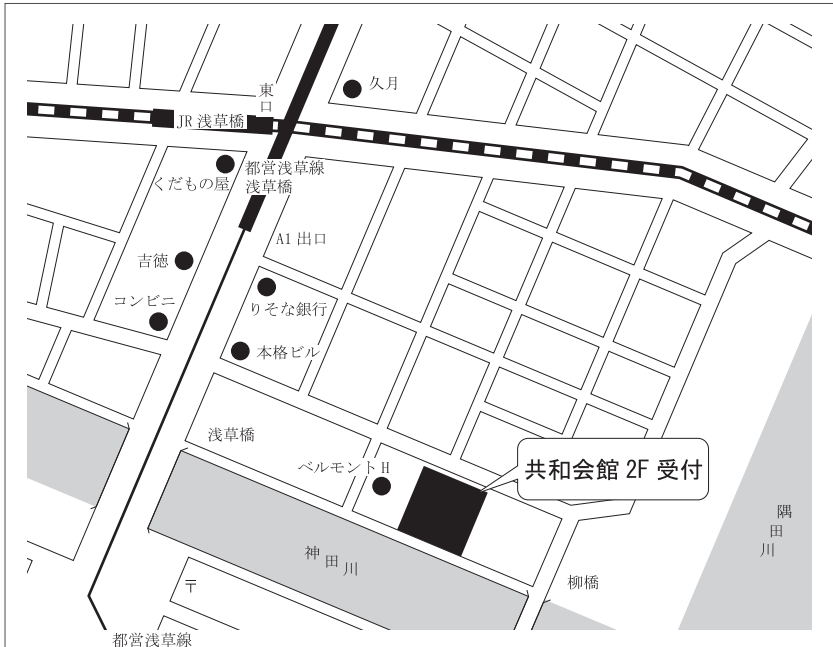 東口
久月
JR 浅草橋
都営浅草線
浅草橋
くだもの屋
A1 出口
吉徳
りそな銀行
コンビニ
本格ビル
浅草橋
ベルモントH
共和会館 2F 受付
隅田川
神田川
柳橋
〒
都営浅草線